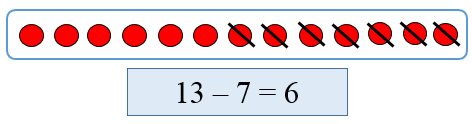 13 – 7 = 6